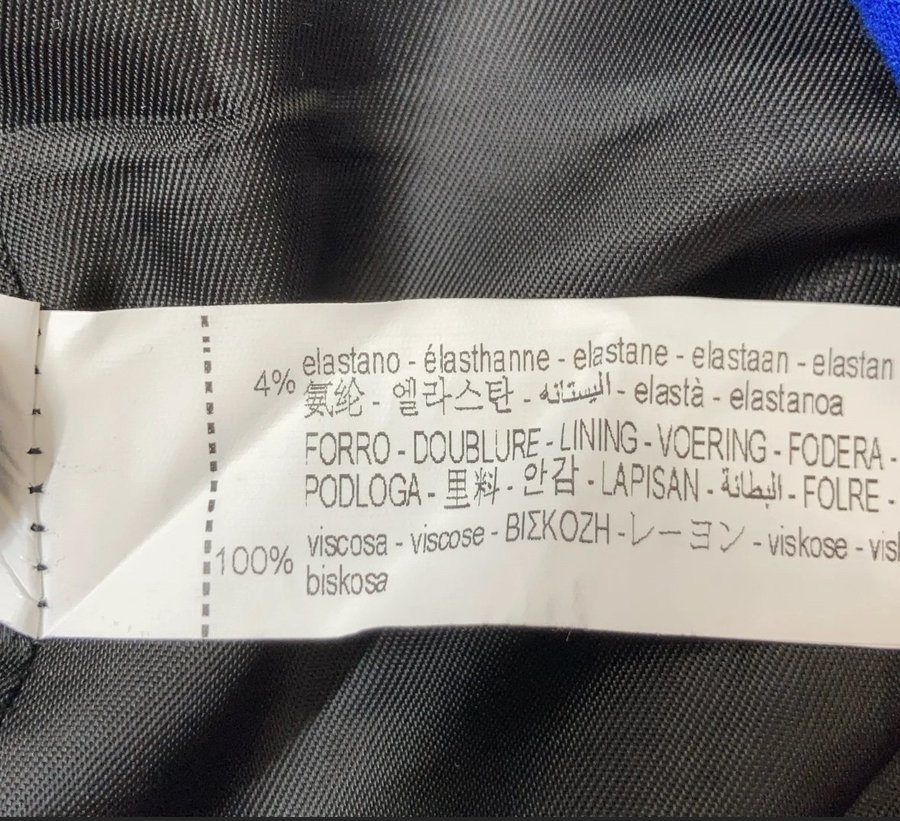 4% elastano - élasthanne - elastane - elastaan - elastan
氨纶 - 엘라스탄 - اليستانه - elastà - elastanoa
FORRO - DOUBLURE - LINING - VOERING - FODERA -
PODLOGA - 里料 - 안감 - LAPISAN - البطانة - FOLRE -
100% viscosa - viscose - ΒΙΣΚΟΖΗ - レーヨン - viskose -
biskosa